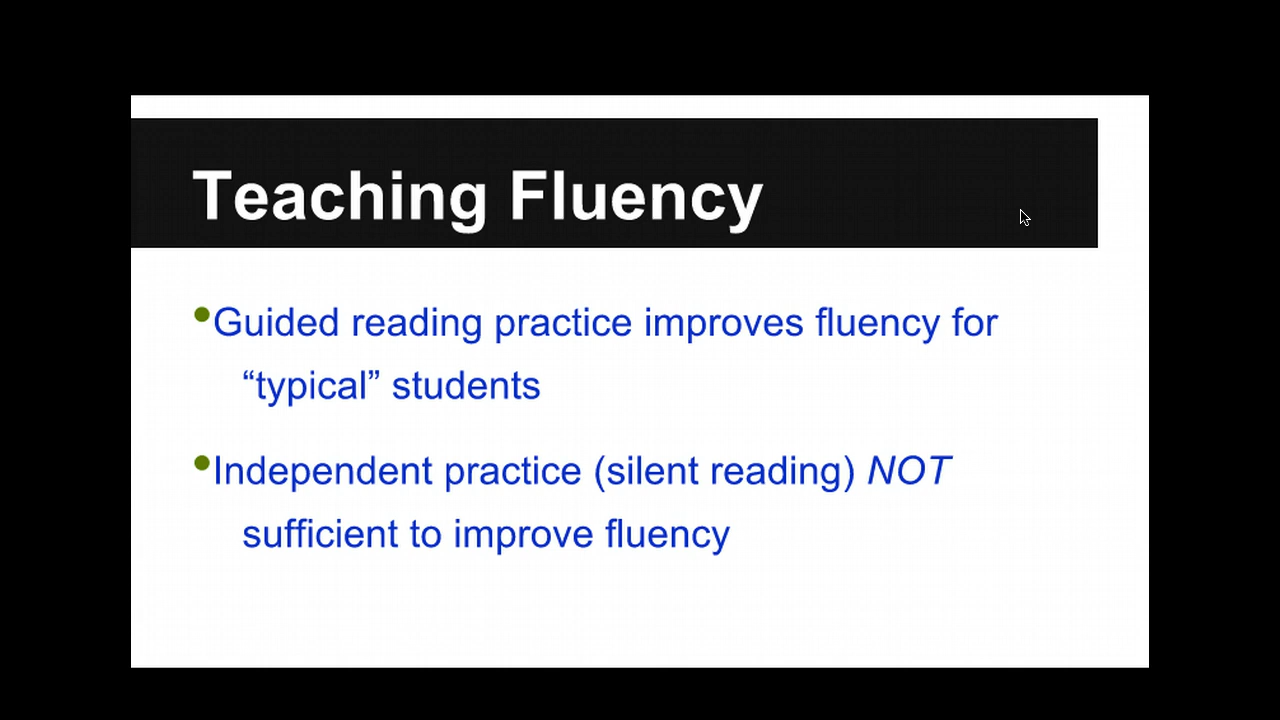 Teaching Fluency
•Guided reading practice improves fluency for
“typical” students
•Independent practice (silent reading) NOT
sufficient to improve fluency